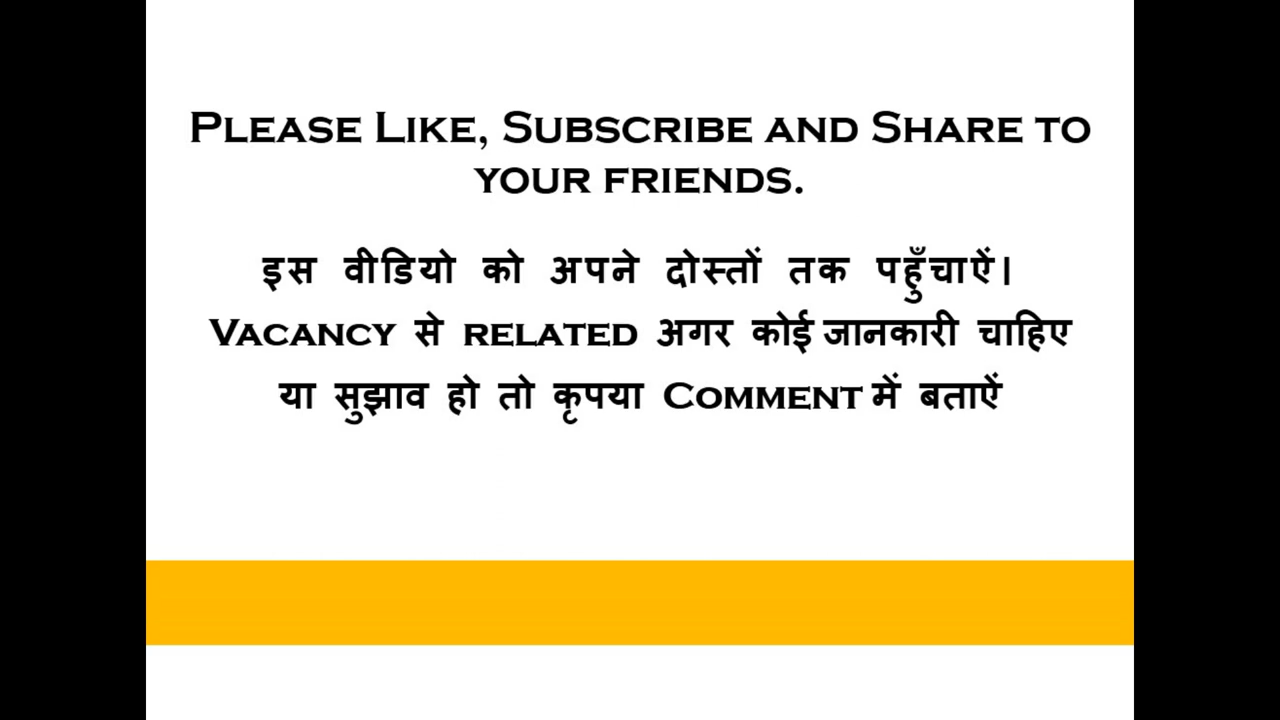 Please Like, Subscribe and Share to
your friends.
इस वीडियो को अपने दोस्तों तक पहुँचाऐं।
Vacancy से related अगर कोई जानकारी चाहिए
या सुझाव हो तो कृपया Comment में बताऐं